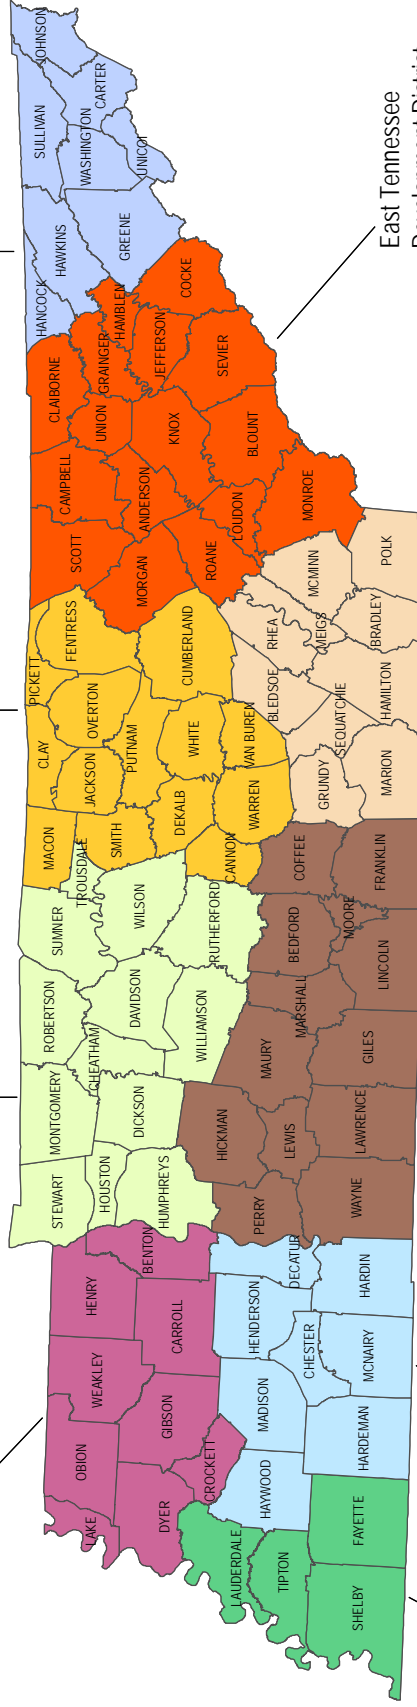 JOHNSON
CARTER
SULLIVAN
WASHINGTON
UNICOI
GREENE
HAWKINS
HANCOCK
COCKE
HAMBLEN
JEFFERSON
GRAINGER
SEVIER
CLAIBORNE
UNION
KNOX
BLOUNT
CAMPBELL
ANDERSON
LOUDON
MONROE
SCOTT
MORGAN
ROANE
East Tennessee
MCMINN
POLK
RHEA
MEIGS
BRADLEY
BLEDSOE
SEQUATCHIE
HAMILTON
GRUNDY
MARION
PICKETT
FENTRESS
CUMBERLAND
OVERTON
CLAY
PUTNAM
WHITE
VAN BUREN
JACKSON
DEKALB
WARREN
SMITH
MACON
CANNON
TROUSDALE
SUMNER
WILSON
RUTHERFORD
ROBERTSON
DAVIDSON
WILLIAMSON
CHEATHAM
MONTGOMERY
DICKSON
HOUSTON
STEWART
HUMPHREYS
COFFEE
FRANKLIN
MOORE
BEDFORD
LINCOLN
MARSHALL
MAURY
GILES
HICKMAN
LEWIS
LAWRENCE
PERRY
WAYNE
BENTON
HENRY
CARROLL
WEAKLEY
GIBSON
OBION
CROCKETT
DYER
LAKE
DECATUR
HARDIN
HENDERSON
CHESTER
MCNAIRY
MADISON
HARDEMAN
HAYWOOD
LAUDERDALE
TIPTON
FAYETTE
SHELBY